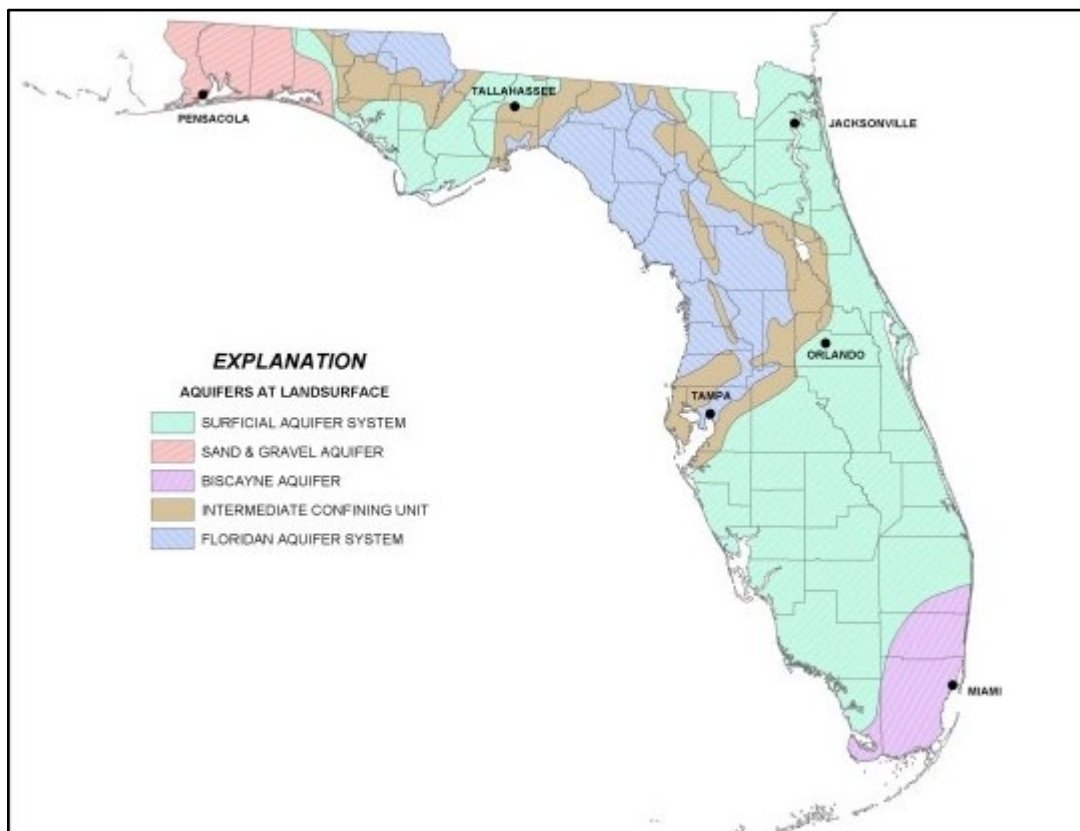 TALLAHASSEE
PENSACOLA
JACKSONVILLE
EXPLANATION
AQUIFERS AT LANDSURFACE
SURFICIAL AQUIFER SYSTEM
SAND & GRAVEL AQUIFER
BISCAYNE AQUIFER
INTERMEDIATE CONFINING UNIT
FLORIDAN AQUIFER SYSTEM
ORLANDO
TAMPA
MIAMI